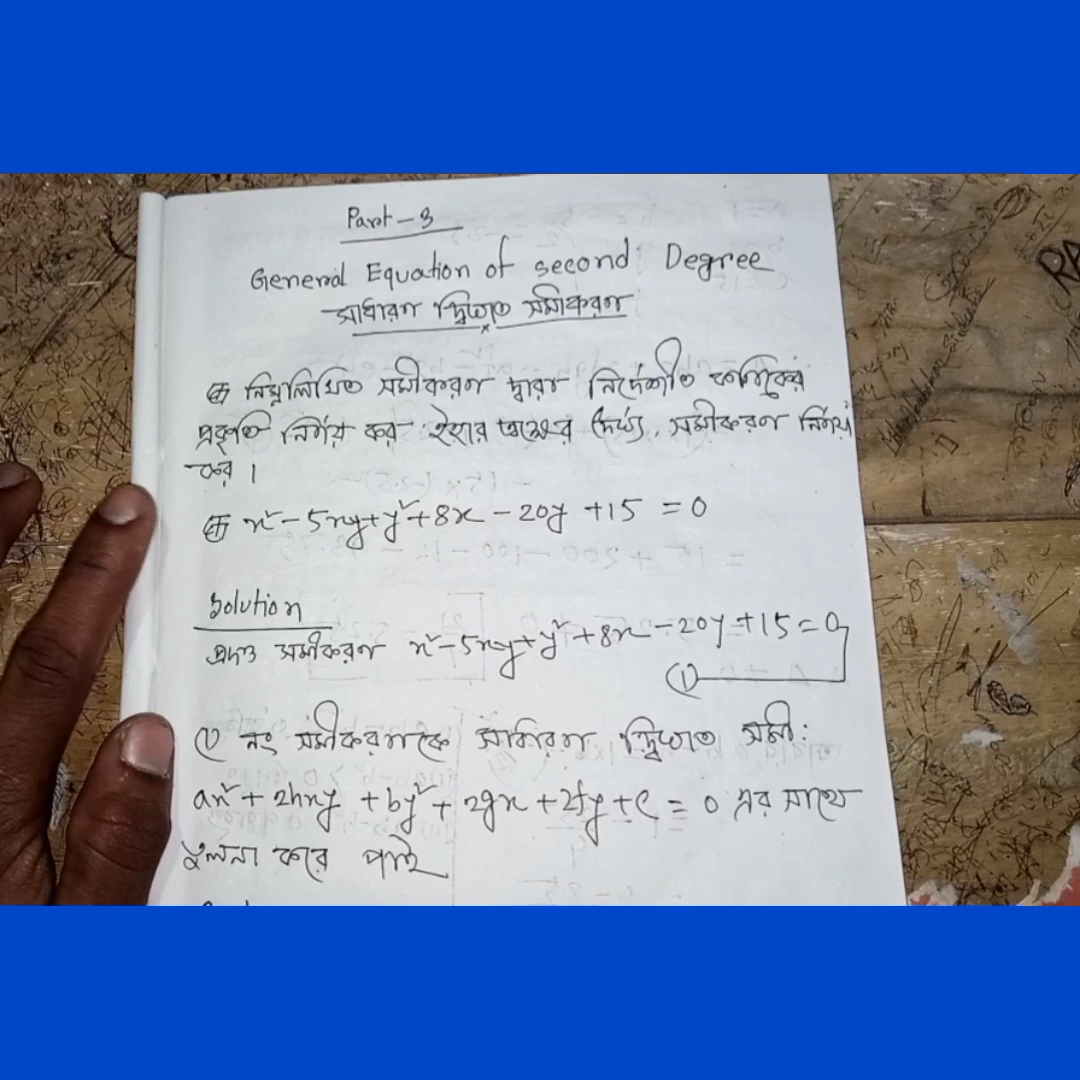 Part-3
General Equation of second Degree
সাধারণ দ্বিঘাত সমীকরণ
নিম্নলিখিত সমীকরণ দ্বারা নির্দেশীত কনিকের
প্রকৃতি নির্ণয় কর ইহার অক্ষের দৈর্ঘ্য, সমীকরণ নির্ণয়
কর।
x² - 5xy + y² + 8x - 20y + 15 = 0
Solution
প্রদত্ত সমীকরণ x² - 5xy + y² + 8x - 20y + 15 = 0
(1)
(1) নং সমীকরণকে দ্বিঘাত সমী:
ax² + 2hxy + by² + 2gx + 2fy + c = 0 এর সাথে
তুলনা করে পাই